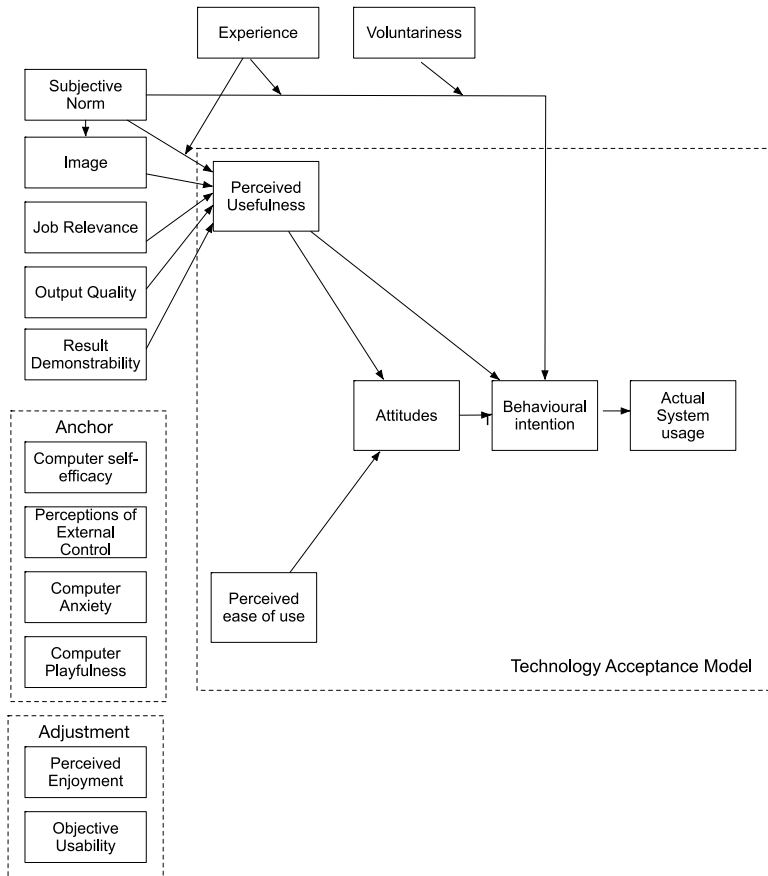 Experience
Voluntariness
Subjective
Norm
Image
Perceived
Usefulness
Job Relevance
Output Quality
Result
Demonstrability
Attitudes
Behavioural
intention
Actual
System
usage
Anchor
Computer self-
efficacy
Perceptions of
External
Control
Computer
Anxiety
Computer
Playfulness
Perceived
ease of use
Technology Acceptance Model
Adjustment
Perceived
Enjoyment
Objective
Usability